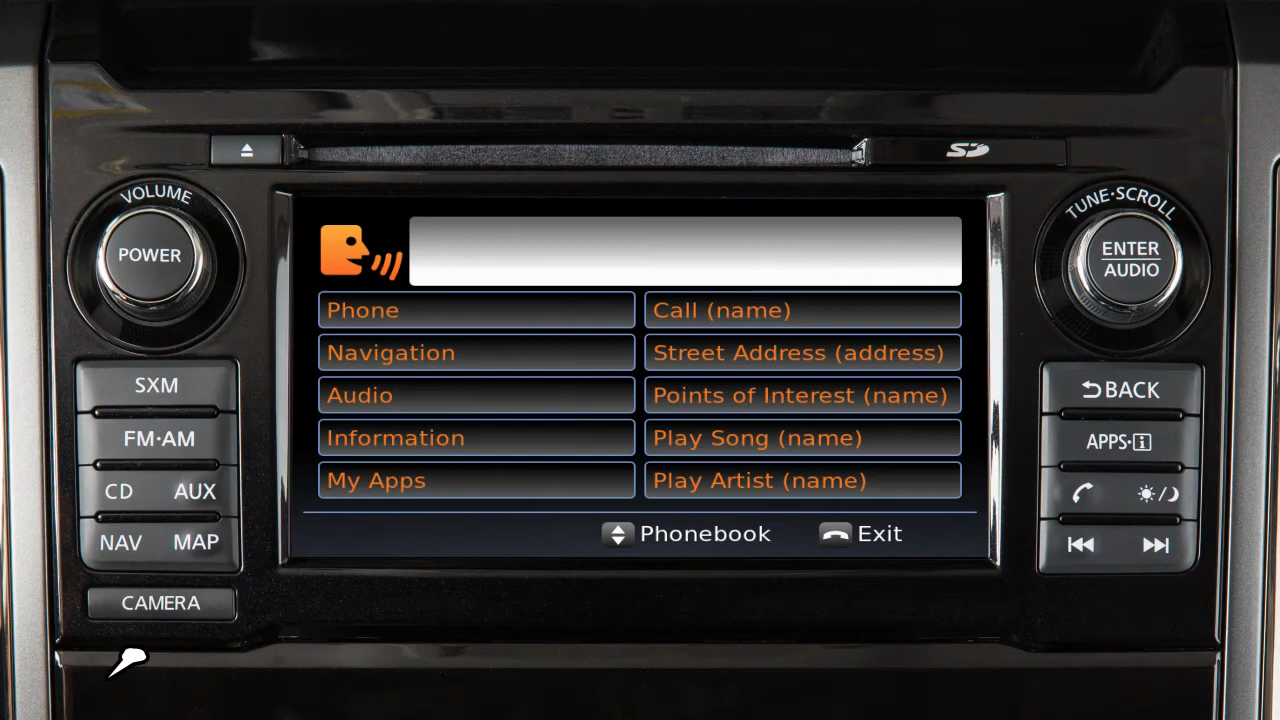 SD
VOLUME
POWER
TUNE·SCROLL
ENTER
AUDIO
Phone
Call (name)
Navigation
Street Address (address)
Audio
Points of Interest (name)
Information
Play Song (name)
My Apps
Play Artist (name)
Phonebook
Exit
SXM
FM·AM
CD AUX
NAV MAP
CAMERA
BACK
APPS·i